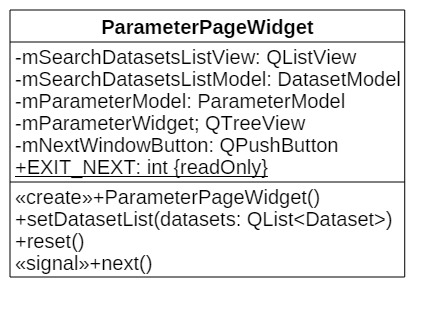 ParameterPageWidget
-mSearchDatasetsListView: QListView
-mSearchDatasetsListModel: DatasetModel
-mParameterModel: ParameterModel
-mParameterWidget; QTreeView
-mNextWindowButton: QPushButton
+EXIT_NEXT: int {readOnly}
«create»+ParameterPageWidget()
+setDatasetList(datasets: QList<Dataset>)
+reset()
«signal»+next()